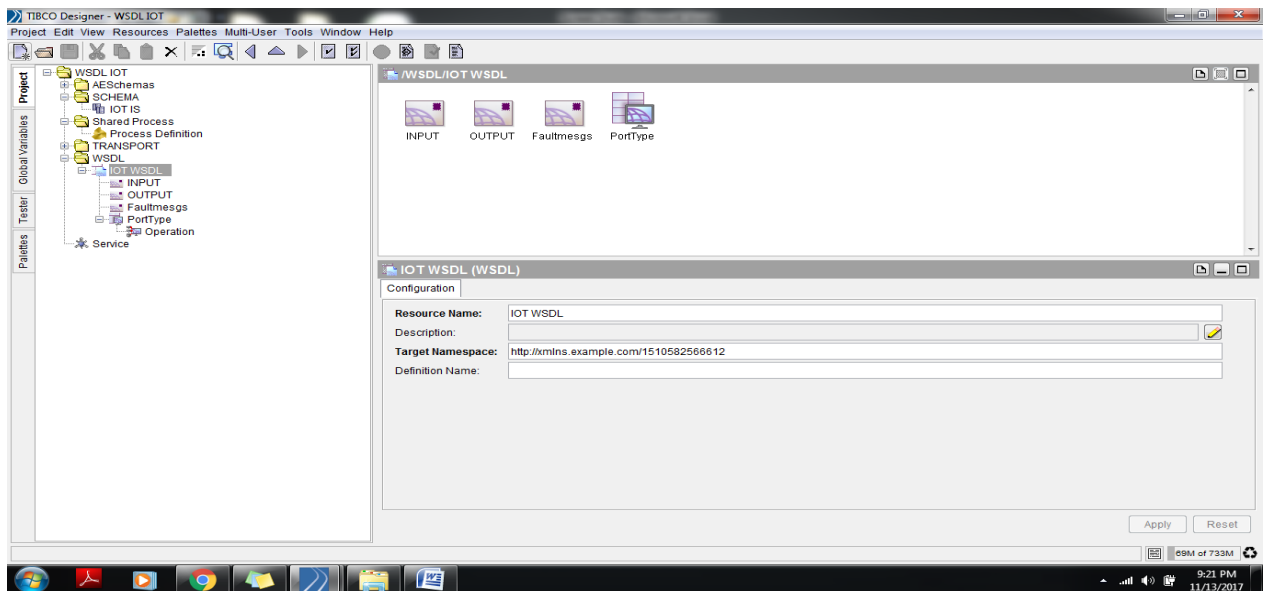 TIBCO Designer - WSDL IOT
Project Edit View Resources Palettes Multi-User Tools Window Help
Project
Global Variables
Tester
Palettes
WSDL IOT
AESchemas
SCHEMA
IOT IS
Shared Process
Process Definition
TRANSPORT
WSDL
IOT WSDL
INPUT
OUTPUT
Faultmesgs
PortType
Operation
Service
/WSDL/IOT WSDL
INPUT OUTPUT Faultmesgs PortType
IOT WSDL (WSDL)
Configuration
Resource Name: IOT WSDL
Description:
Target Namespace: http://xmlns.example.com/1510582566612
Definition Name:
Apply Reset
69M of 733M
9:21 PM
11/13/2017